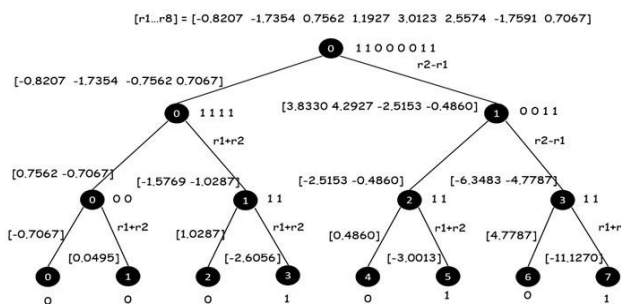 [r1...r8] = [-0,8207 -1,7354 0,7562 1,1927 3,0123 2,5574 -1,7591 0,7067]
0 1 1 0 0 0 0 1 1
r2-r1
[-0,8207 -1,7354 -0,7562 0,7067]
0 1 1 1 1
[3,8330 4,2927 -2,5153 -0,4860]
1 0 0 1 1
r1+r2
r2-r1
[0,7562 -0,7067]
[-1,5769 -1,0287]
[-2,5153 -0,4860]
[-6,3483 -4,7787]
0 0 0
1 1 1
2 1 1
3 1 1
r1+r2
r1+r2
r1+r2
r1+r
[-0,7067]
[0,0495]
[1,0287]
[-2,6056]
[0,4860]
[-3,0013]
[4,7787]
[-11,1270]
0 1 2 3 4 5 6 7
0 0 0 1 0 1 0 1